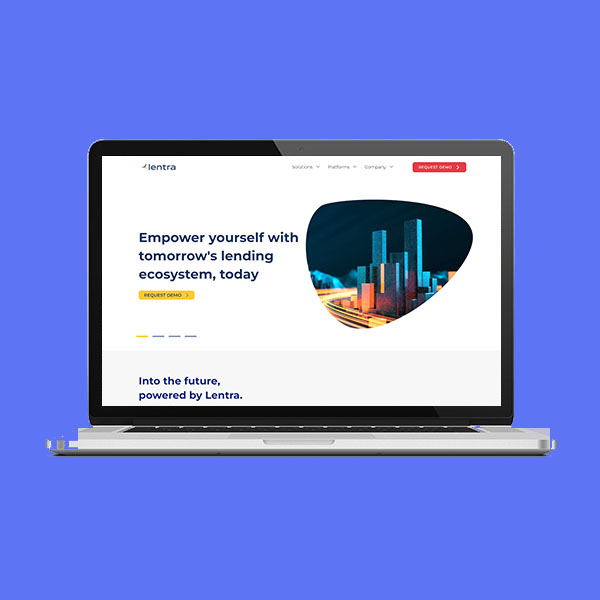 lentra
Solutions Platforms Company REQUEST DEMO
Empower yourself with
tomorrow's lending
ecosystem, today
REQUEST DEMO
Into the future,
powered by Lentra.